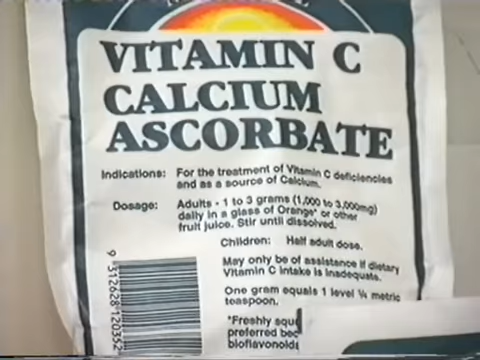 VITAMIN C
CALCIUM
ASCORBATE
Indications: For the treatment of Vitamin C deficiencies
and as a source of Calcium.
Dosage: Adults - 1 to 3 grams (1,000 to 3,000mg)
daily in a glass of Orange* or other
fruit juice. Stir until dissolved.
Children: Half adult dose.
May only be of assistance if dietary
Vitamin C intake is inadequate.
One gram equals 1 level ¼ metric
teaspoon.
*Freshly
preferred
bioflavonoids
9 312628 120352